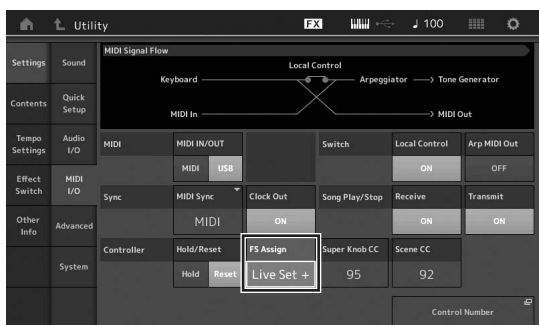 Utility
EX
♩ 100
Settings
Sound
Contents
Quick
Setup
Tempo
Settings
Audio
I/O
Effect
Switch
MIDI
I/O
Other
Info
Advanced
System
MIDI Signal Flow
Local Control
Keyboard
Arpeggiator
Tone Generator
MIDI In
MIDI Out
MIDI
MIDI IN/OUT
Switch
Local Control
Arp MIDI Out
MIDI
USB
ON
OFF
Sync
MIDI Sync
Clock Out
Song Play/Stop
Receive
Transmit
MIDI
ON
ON
ON
Controller
Hold/Reset
FS Assign
Super Knob CC
Scene CC
Hold
Reset
Live Set +
95
92
Control Number